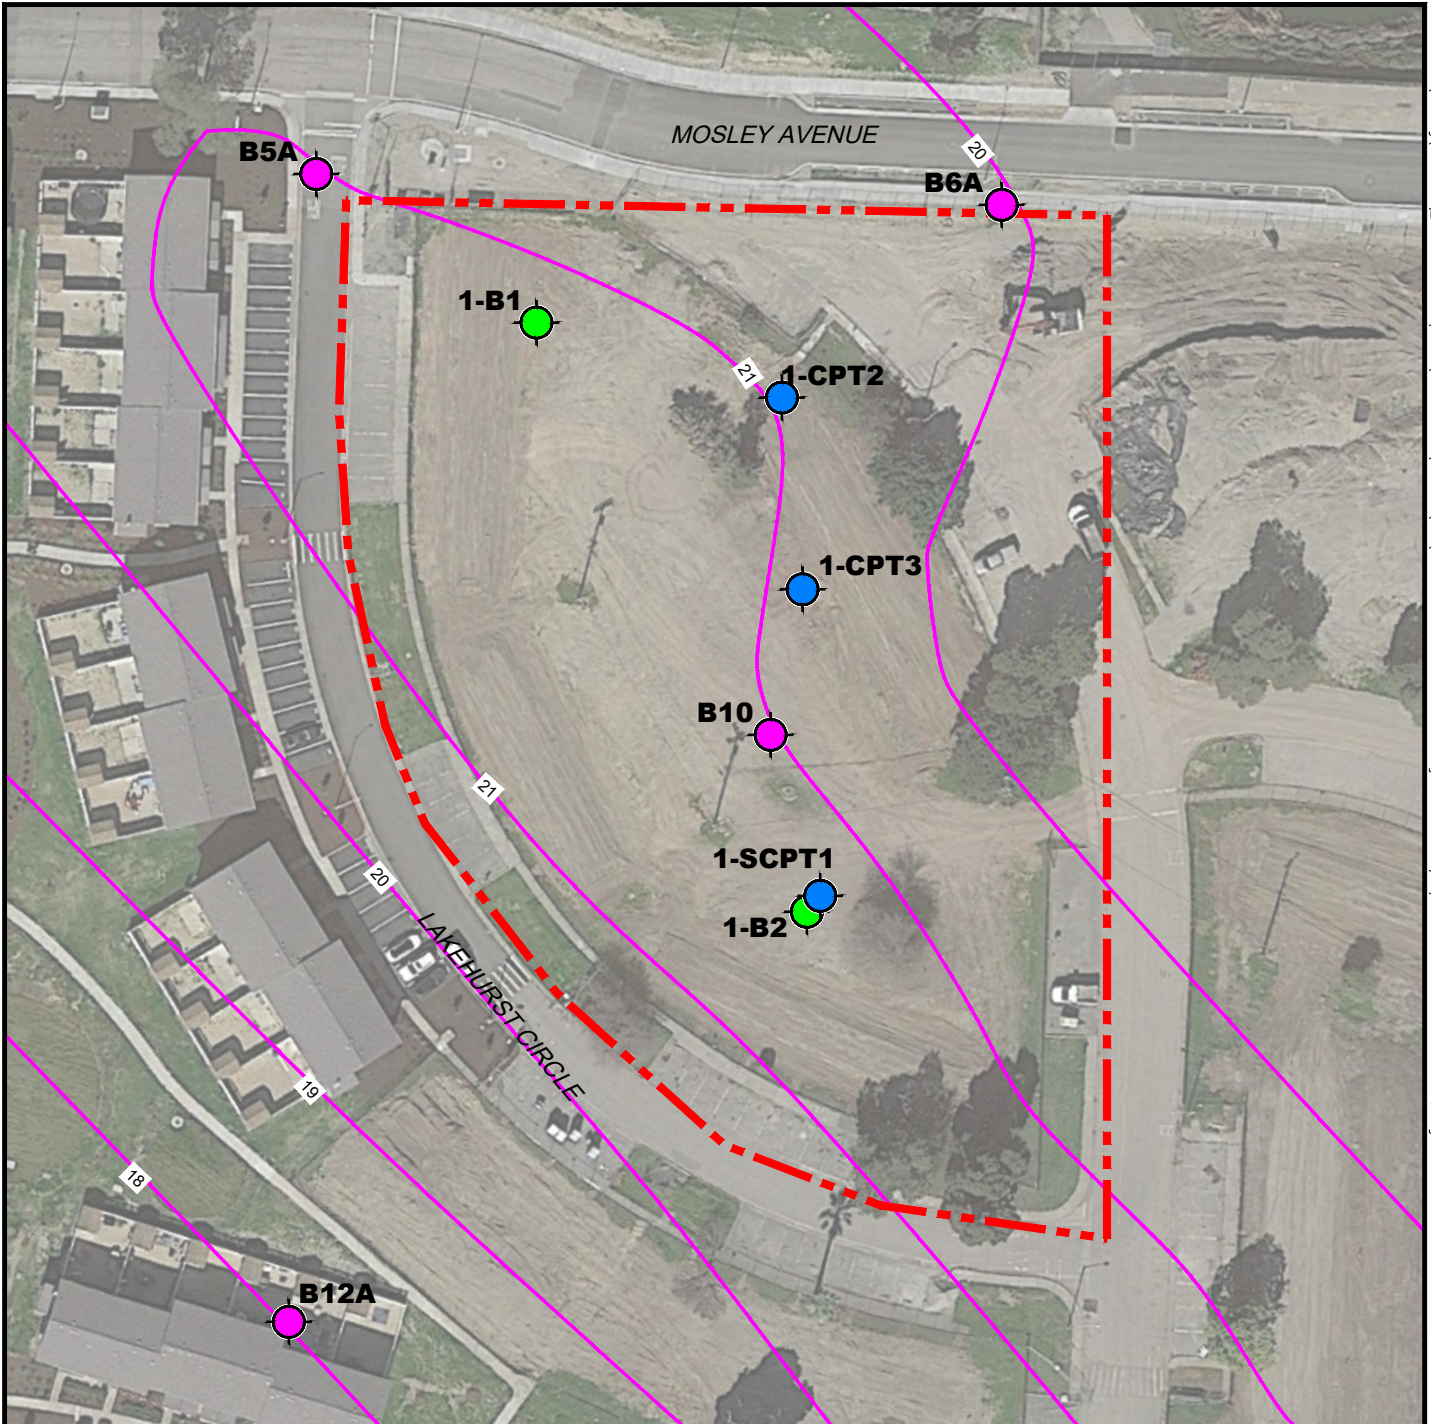 MOSLEY AVENUE
20
B5A
B6A
1-B1
21
1-CPT2
1-CPT3
B10
21
1-SCPT1
20
1-B2
LAKEHURST CIRCLE
19
18
B12A